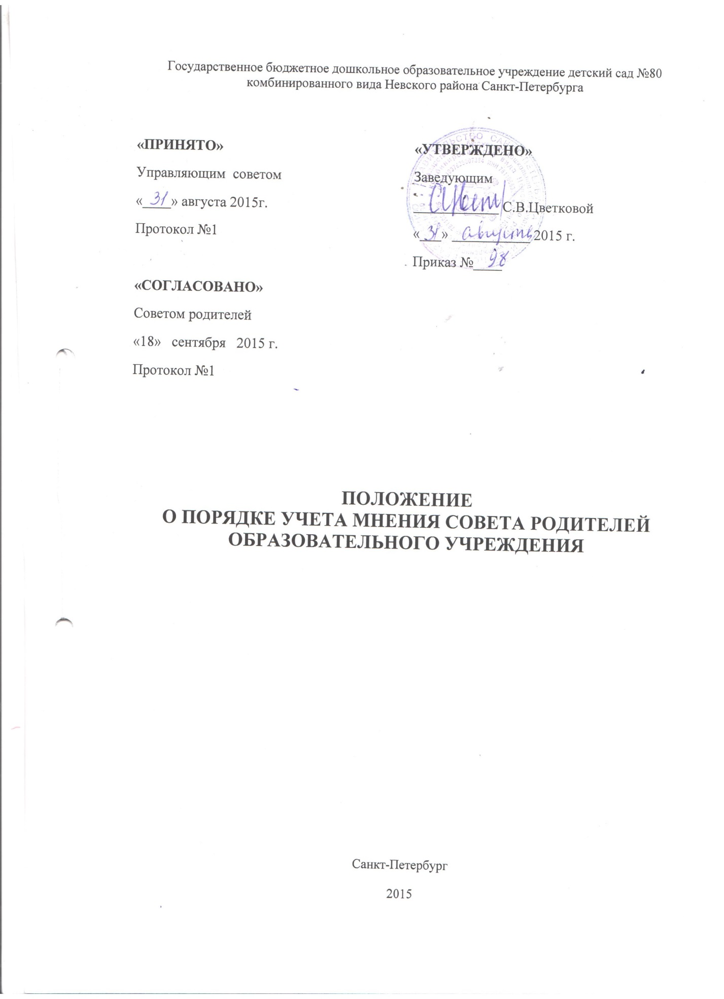 Государственное бюджетное дошкольное образовательное учреждение детский сад №80
комбинированного вида Невского района Санкт-Петербурга
«ПРИНЯТО»
Управляющим советом
«31» августа 2015г.
Протокол №1
«УТВЕРЖДЕНО»
Заведующим
С.В.Цветковой
«31» августа 2015 г.
Приказ № 98
«СОГЛАСОВАНО»
Советом родителей
«18» сентября 2015 г.
Протокол №1
ПОЛОЖЕНИЕ
О ПОРЯДКЕ УЧЕТА МНЕНИЯ СОВЕТА РОДИТЕЛЕЙ
ОБРАЗОВАТЕЛЬНОГО УЧРЕЖДЕНИЯ
Санкт-Петербург
2015